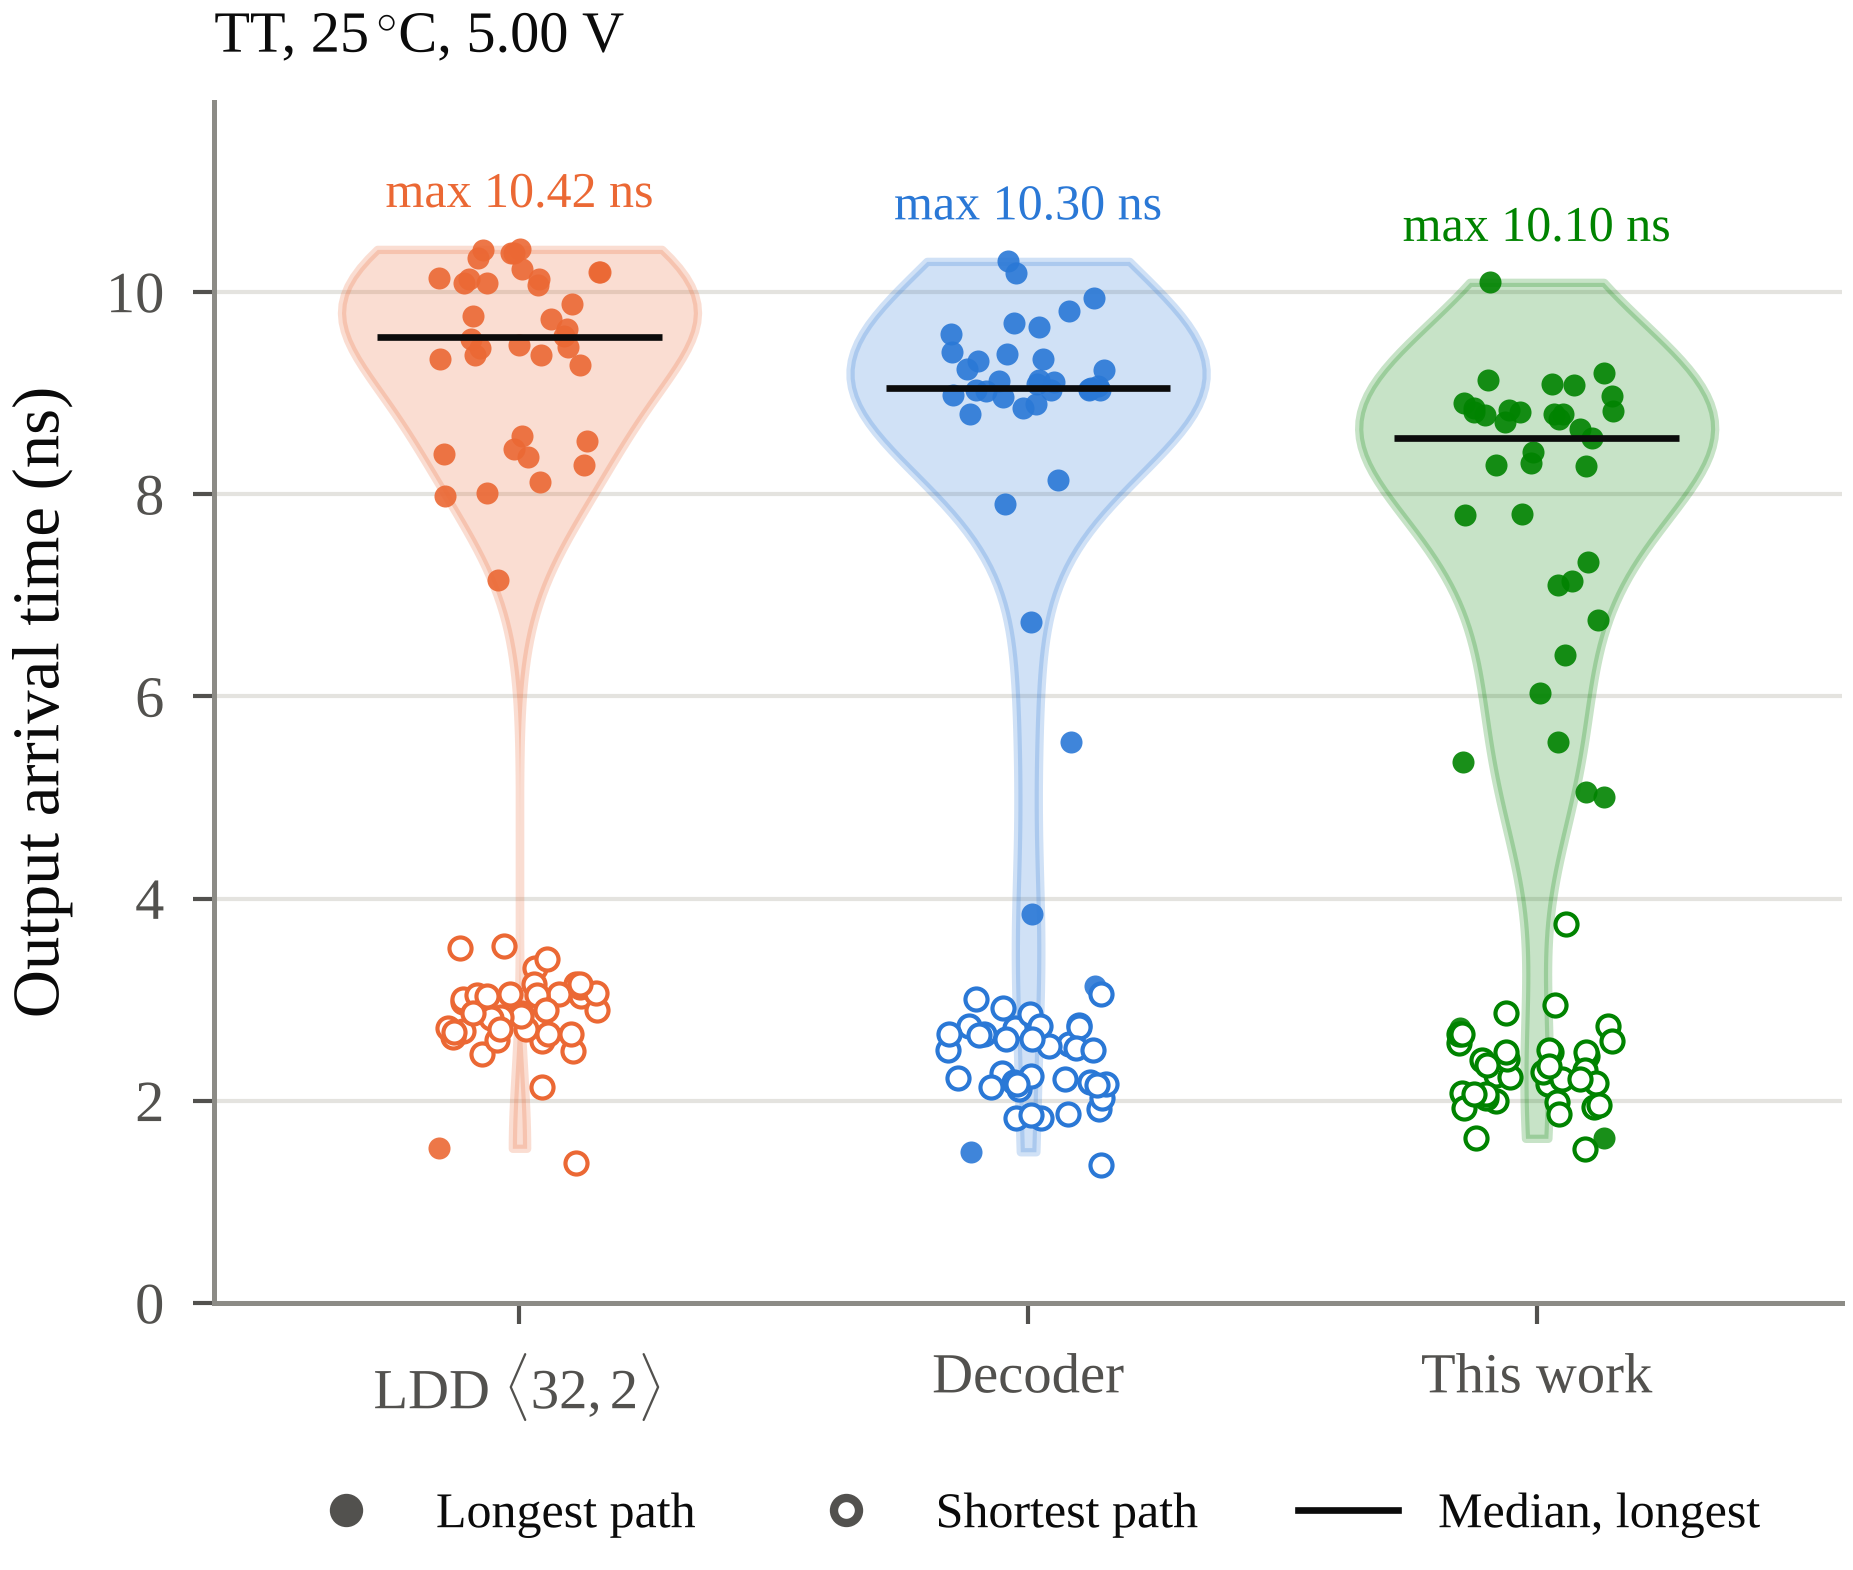 TT, 25 °C, 5.00 V
max 10.42 ns
max 10.30 ns
max 10.10 ns
Output arrival time (ns)
10
8
6
4
2
0
LDD ⟨32, 2⟩
Decoder
This work
Longest path
Shortest path
Median, longest